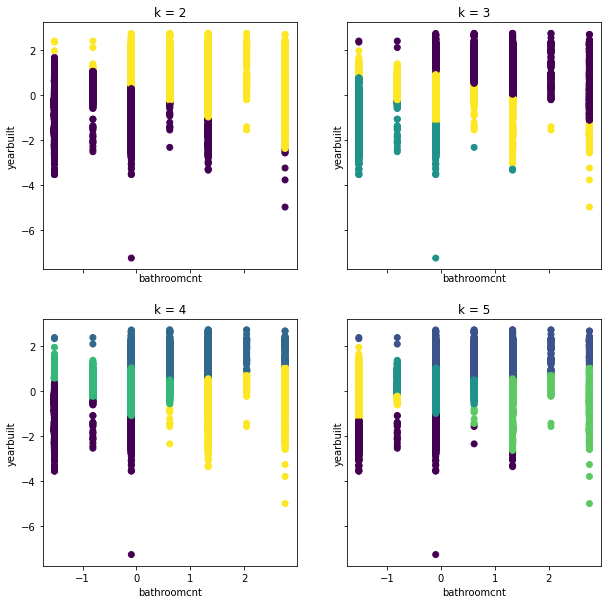 k = 2
yearbuilt
2
0
−2
−4
−6
bathroomcnt
k = 3
yearbuilt
bathroomcnt
k = 4
yearbuilt
2
0
−2
−4
−6
−1
0
1
2
bathroomcnt
k = 5
yearbuilt
−1
0
1
2
bathroomcnt